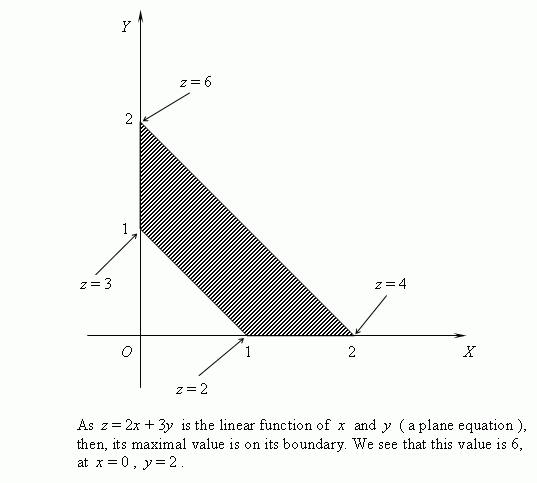 Y
z = 6
2
1
z = 3
z = 4
O
1
2
X
z = 2
As z = 2x + 3y is the linear function of x and y ( a plane equation ),
then, its maximal value is on its boundary. We see that this value is 6,
at x = 0 , y = 2 .